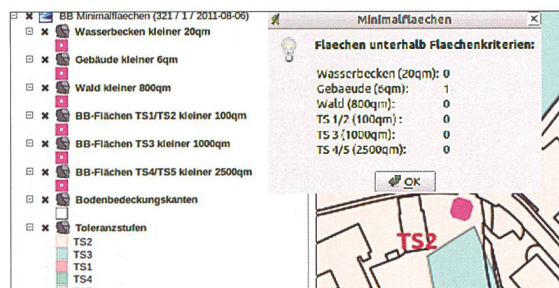 BB Minimalflaechen (321 / 1 / 2011-08-06)
Wasserbecken kleiner 20qm
Gebäude kleiner 6qm
Wald kleiner 800qm
BB-Flächen TS1/TS2 kleiner 100qm
BB-Flächen TS3 kleiner 1000qm
BB-Flächen TS4/TS5 kleiner 2500qm
Bodenbedeckungskanten
Toleranzstufen
TS2
TS3
TS1
TS4
Minimalflaechen
Flaechen unterhalb Flaechenkriterien:
Wasserbecken (20qm): 0
Gebaeude (6qm): 1
Wald (800qm): 0
TS 1/2 (100qm) : 0
TS 3 (1000qm): 0
TS 4/5 (2500qm): 0
OK
TS2